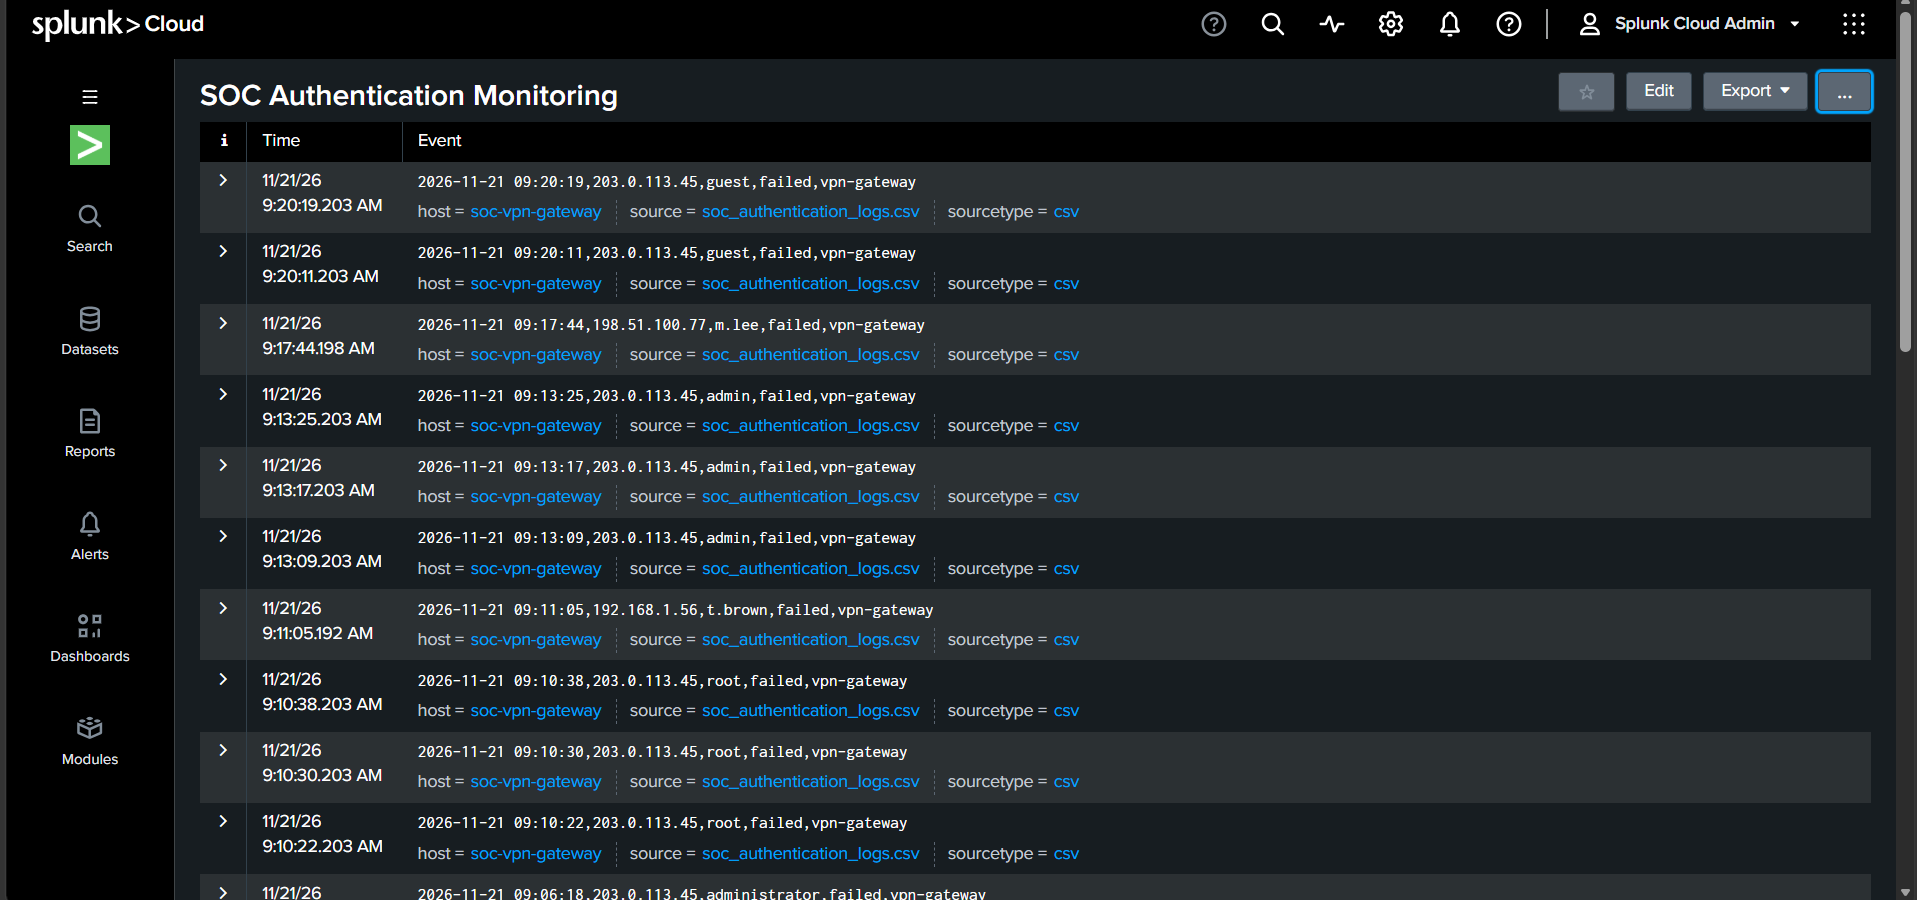 splunk>Cloud
Splunk Cloud Admin
SOC Authentication Monitoring
Edit
Export
...
Search
Datasets
Reports
Alerts
Dashboards
Modules
i Time Event
11/21/26
9:20:19.203 AM
2026-11-21 09:20:19,203.0.113.45,guest,failed,vpn-gateway
host = soc-vpn-gateway source = soc_authentication_logs.csv sourcetype = csv
11/21/26
9:20:11.203 AM
2026-11-21 09:20:11,203.0.113.45,guest,failed,vpn-gateway
host = soc-vpn-gateway source = soc_authentication_logs.csv sourcetype = csv
11/21/26
9:17:44.198 AM
2026-11-21 09:17:44,198.51.100.77,m.lee,failed,vpn-gateway
host = soc-vpn-gateway source = soc_authentication_logs.csv sourcetype = csv
11/21/26
9:13:25.203 AM
2026-11-21 09:13:25,203.0.113.45,admin,failed,vpn-gateway
host = soc-vpn-gateway source = soc_authentication_logs.csv sourcetype = csv
11/21/26
9:13:17.203 AM
2026-11-21 09:13:17,203.0.113.45,admin,failed,vpn-gateway
host = soc-vpn-gateway source = soc_authentication_logs.csv sourcetype = csv
11/21/26
9:13:09.203 AM
2026-11-21 09:13:09,203.0.113.45,admin,failed,vpn-gateway
host = soc-vpn-gateway source = soc_authentication_logs.csv sourcetype = csv
11/21/26
9:11:05.192 AM
2026-11-21 09:11:05,192.168.1.56,t.brown,failed,vpn-gateway
host = soc-vpn-gateway source = soc_authentication_logs.csv sourcetype = csv
11/21/26
9:10:38.203 AM
2026-11-21 09:10:38,203.0.113.45,root,failed,vpn-gateway
host = soc-vpn-gateway source = soc_authentication_logs.csv sourcetype = csv
11/21/26
9:10:30.203 AM
2026-11-21 09:10:30,203.0.113.45,root,failed,vpn-gateway
host = soc-vpn-gateway source = soc_authentication_logs.csv sourcetype = csv
11/21/26
9:10:22.203 AM
2026-11-21 09:10:22,203.0.113.45,root,failed,vpn-gateway
host = soc-vpn-gateway source = soc_authentication_logs.csv sourcetype = csv
11/21/26
2026-11-21 09:06:18,203.0.113.45,administrator,failed,vpn-gateway